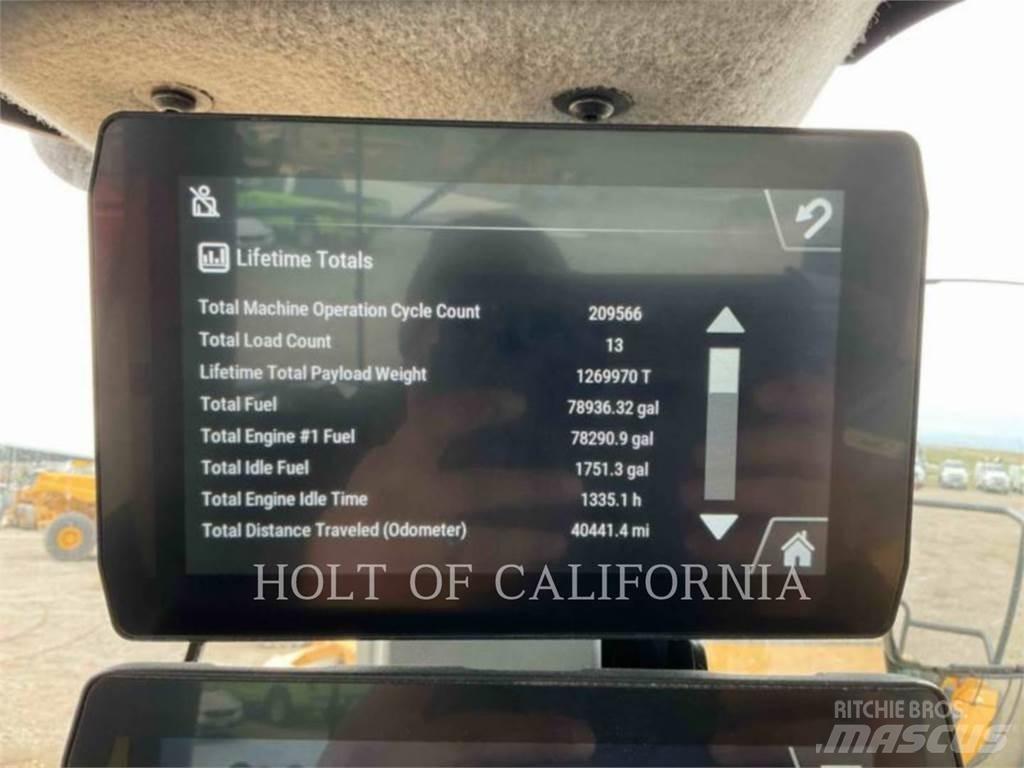 Lifetime Totals
Total Machine Operation Cycle Count 209566
Total Load Count 13
Lifetime Total Payload Weight 1269970 T
Total Fuel 78936.32 gal
Total Engine #1 Fuel 78290.9 gal
Total Idle Fuel 1751.3 gal
Total Engine Idle Time 1335.1 h
Total Distance Traveled (Odometer) 40441.4 mi
HOLT OF CALIFORNIA
RITCHIE BROS.
MASCUS